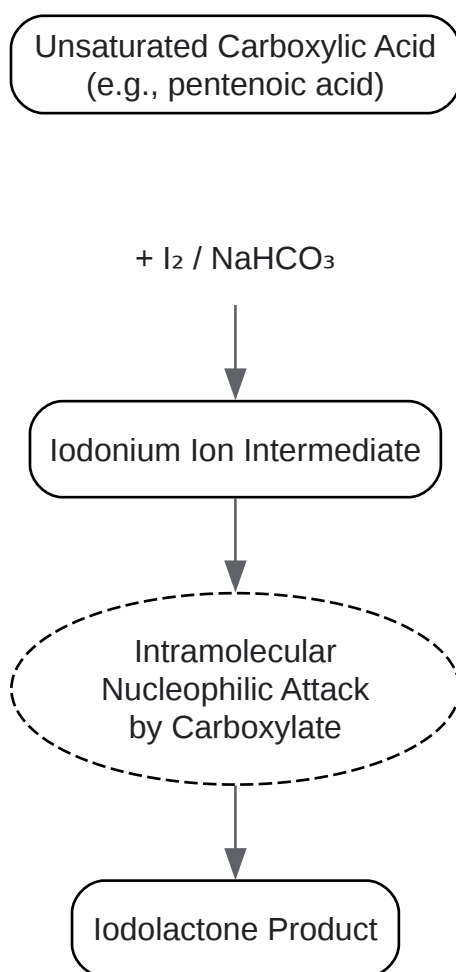 Unsaturated Carboxylic Acid
(e.g., pentenoic acid)
+ I₂ / NaHCO₃
Iodonium Ion Intermediate
Intramolecular
Nucleophilic Attack
by Carboxylate
Iodolactone Product